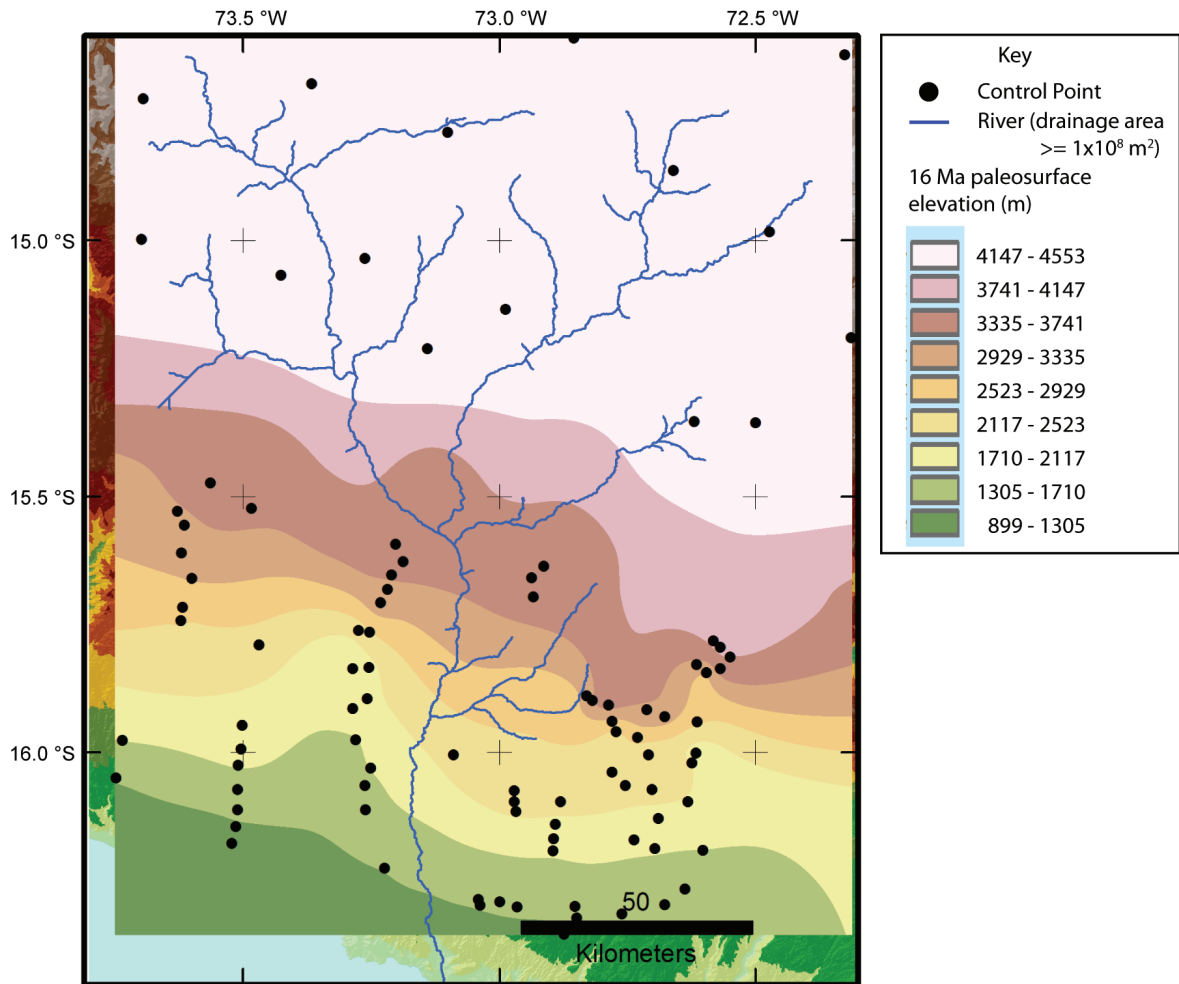 73.5 °W 73.0 °W 72.5 °W
15.0 °S
15.5 °S
16.0 °S
50
Kilometers
Key
Control Point
River (drainage area
>= 1x10⁸ m²)
16 Ma paleosurface
elevation (m)
4147 - 4553
3741 - 4147
3335 - 3741
2929 - 3335
2523 - 2929
2117 - 2523
1710 - 2117
1305 - 1710
899 - 1305